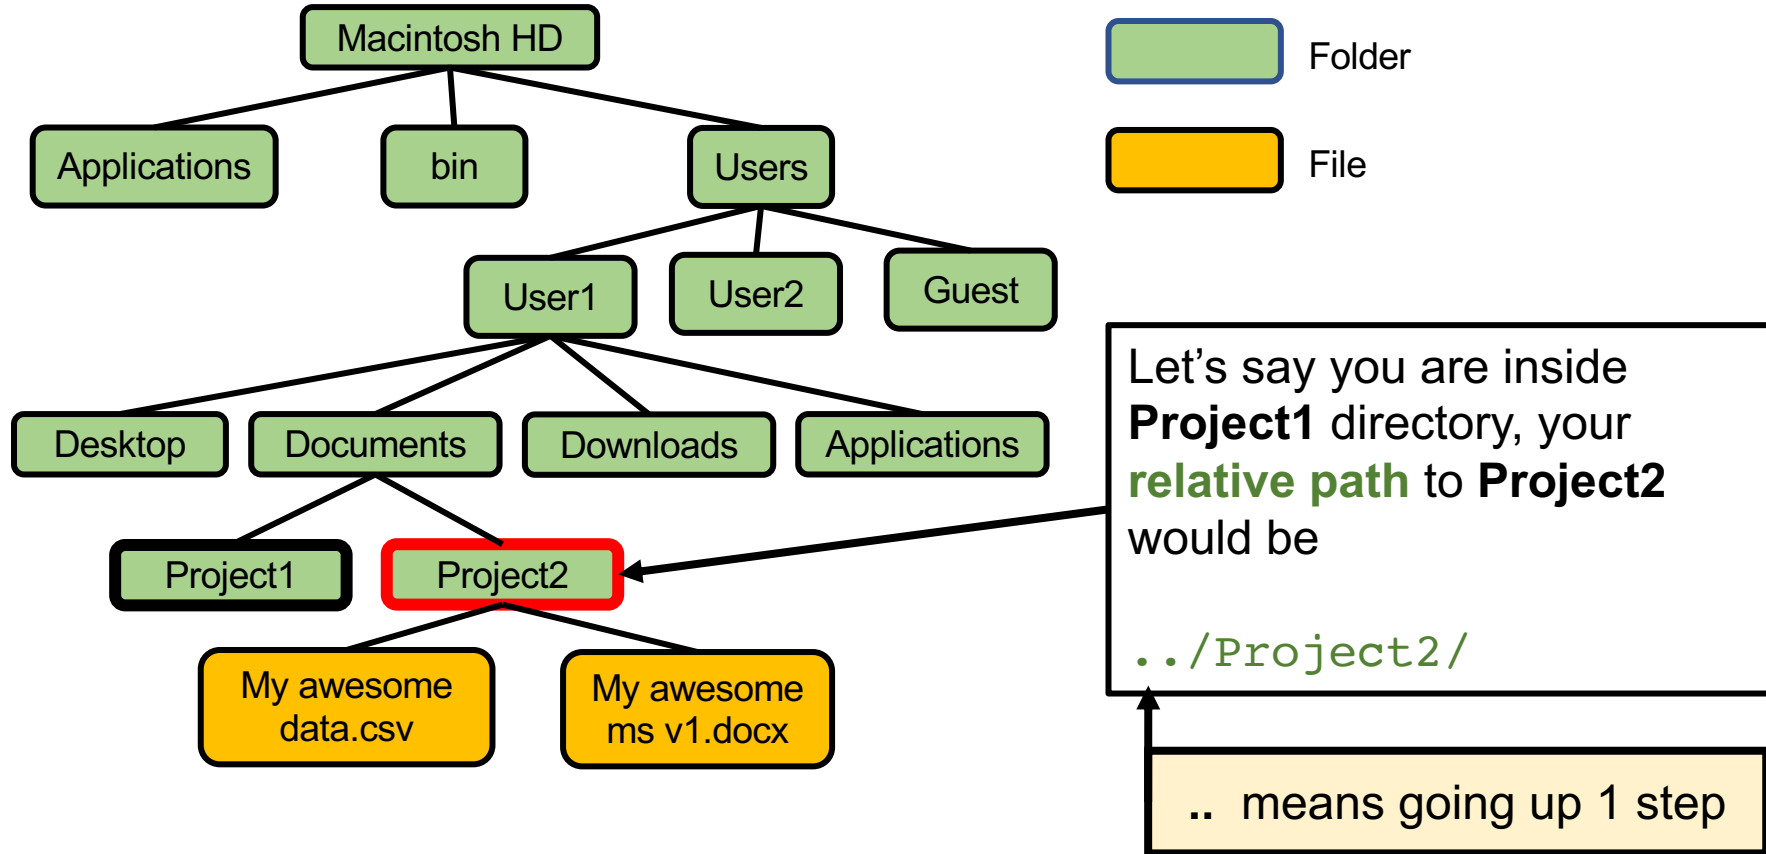 Macintosh HD
Folder
Applications
bin
Users
File
User1
User2
Guest
Desktop
Documents
Downloads
Applications
Project1
Project2
My awesome
data.csv
My awesome
ms v1.docx
Let’s say you are inside
Project1 directory, your
relative path to Project2
would be
../Project2/
.. means going up 1 step